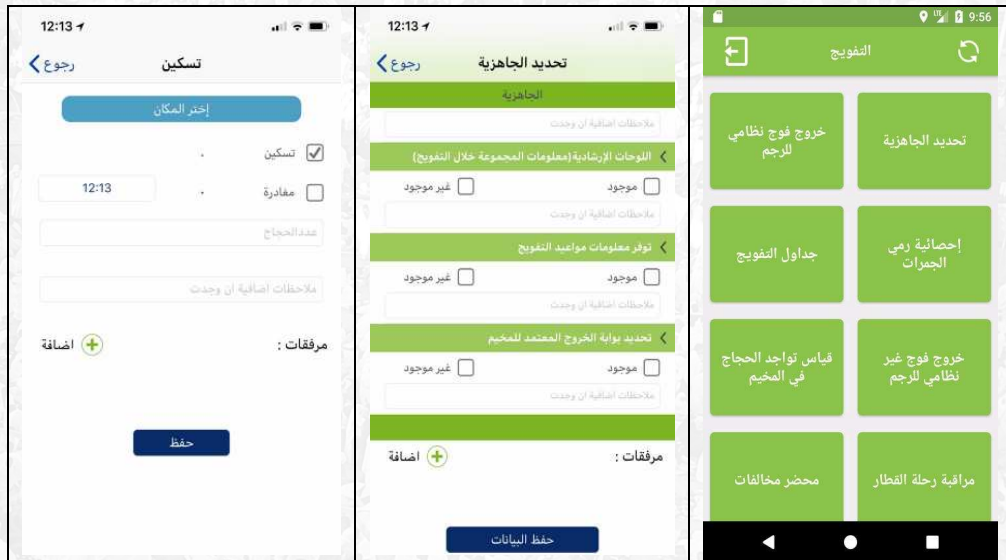 12:13
رجوع
تسكين
إختر المكان
تسكين
مغادرة
12:13
عددالحجاج
ملاحظات اضافية ان وجدت
مرفقات :
اضافة
حفظ
12:13
رجوع
تحديد الجاهزية
الجاهزية
ملاحظات اضافية ان وجدت
اللوحات الإرشادية(معلومات المجموعة خلال التفويج)
موجود
غير موجود
ملاحظات اضافية ان وجدت
توفر معلومات مواعيد التفويج
موجود
غير موجود
ملاحظات اضافية ان وجدت
تحديد بوابة الخروج المعتمد للمخيم
موجود
غير موجود
ملاحظات اضافية ان وجدت
مرفقات :
اضافة
حفظ البيانات
LTE 9:56
التفويج
تحديد الجاهزية
خروج فوج نظامي
للرجم
إحصائية رمي
الجمرات
جداول التفويج
خروج فوج غير
نظامي للرجم
قياس تواجد الحجاج
في المخيم
مراقبة رحلة القطار
محضر مخالفات